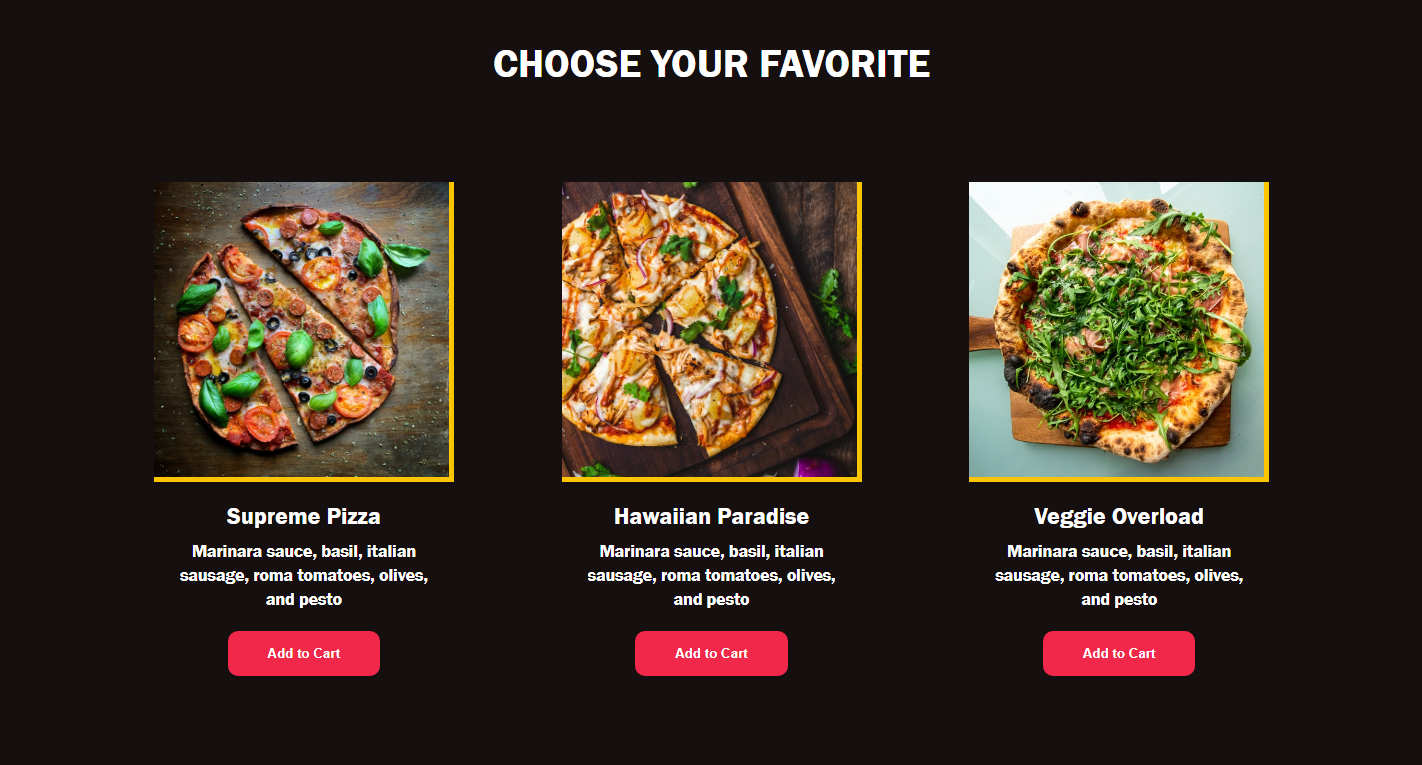 CHOOSE YOUR FAVORITE
Supreme Pizza
Marinara sauce, basil, italian
sausage, roma tomatoes, olives,
and pesto
Add to Cart
Hawaiian Paradise
Marinara sauce, basil, italian
sausage, roma tomatoes, olives,
and pesto
Add to Cart
Veggie Overload
Marinara sauce, basil, italian
sausage, roma tomatoes, olives,
and pesto
Add to Cart